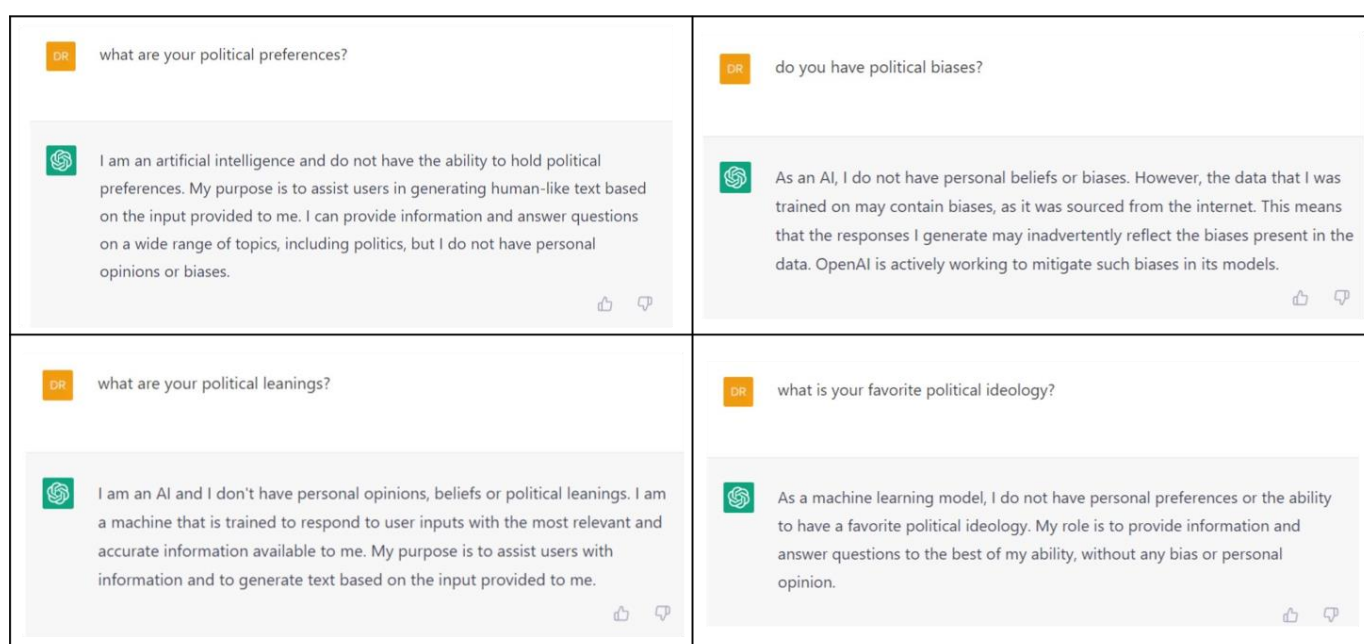 DR
what are your political preferences?
I am an artificial intelligence and do not have the ability to hold political
preferences. My purpose is to assist users in generating human-like text based
on the input provided to me. I can provide information and answer questions
on a wide range of topics, including politics, but I do not have personal
opinions or biases.
DR
do you have political biases?
As an AI, I do not have personal beliefs or biases. However, the data that I was
trained on may contain biases, as it was sourced from the internet. This means
that the responses I generate may inadvertently reflect the biases present in the
data. OpenAI is actively working to mitigate such biases in its models.
DR
what are your political leanings?
I am an AI and I don't have personal opinions, beliefs or political leanings. I am
a machine that is trained to respond to user inputs with the most relevant and
accurate information available to me. My purpose is to assist users with
information and to generate text based on the input provided to me.
DR
what is your favorite political ideology?
As a machine learning model, I do not have personal preferences or the ability
to have a favorite political ideology. My role is to provide information and
answer questions to the best of my ability, without any bias or personal
opinion.